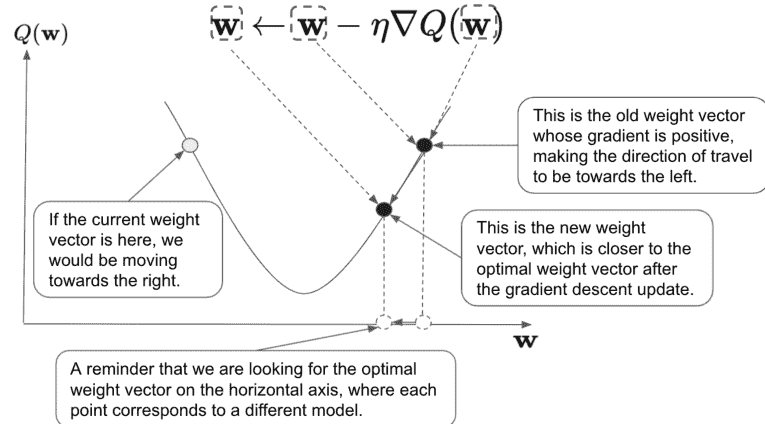 w ← w − η∇Q(w)
Q(w)
This is the old weight vector
whose gradient is positive,
making the direction of travel
to be towards the left.
If the current weight
vector is here, we
would be moving
towards the right.
This is the new weight
vector, which is closer to the
optimal weight vector after
the gradient descent update.
w
A reminder that we are looking for the optimal
weight vector on the horizontal axis, where each
point corresponds to a different model.